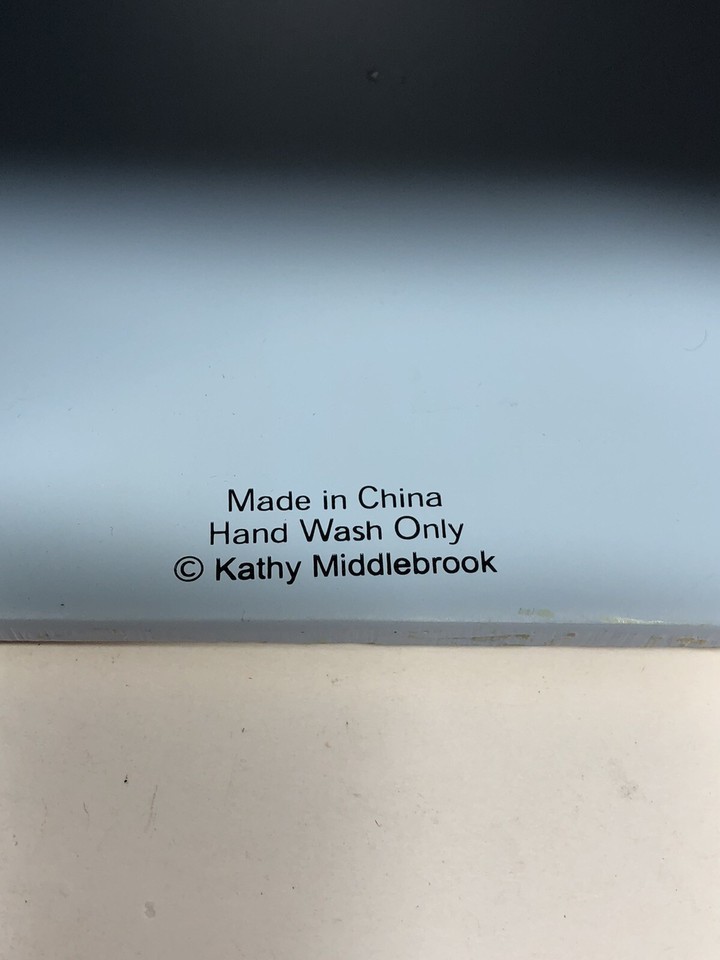 Made in China
Hand Wash Only
© Kathy Middlebrook